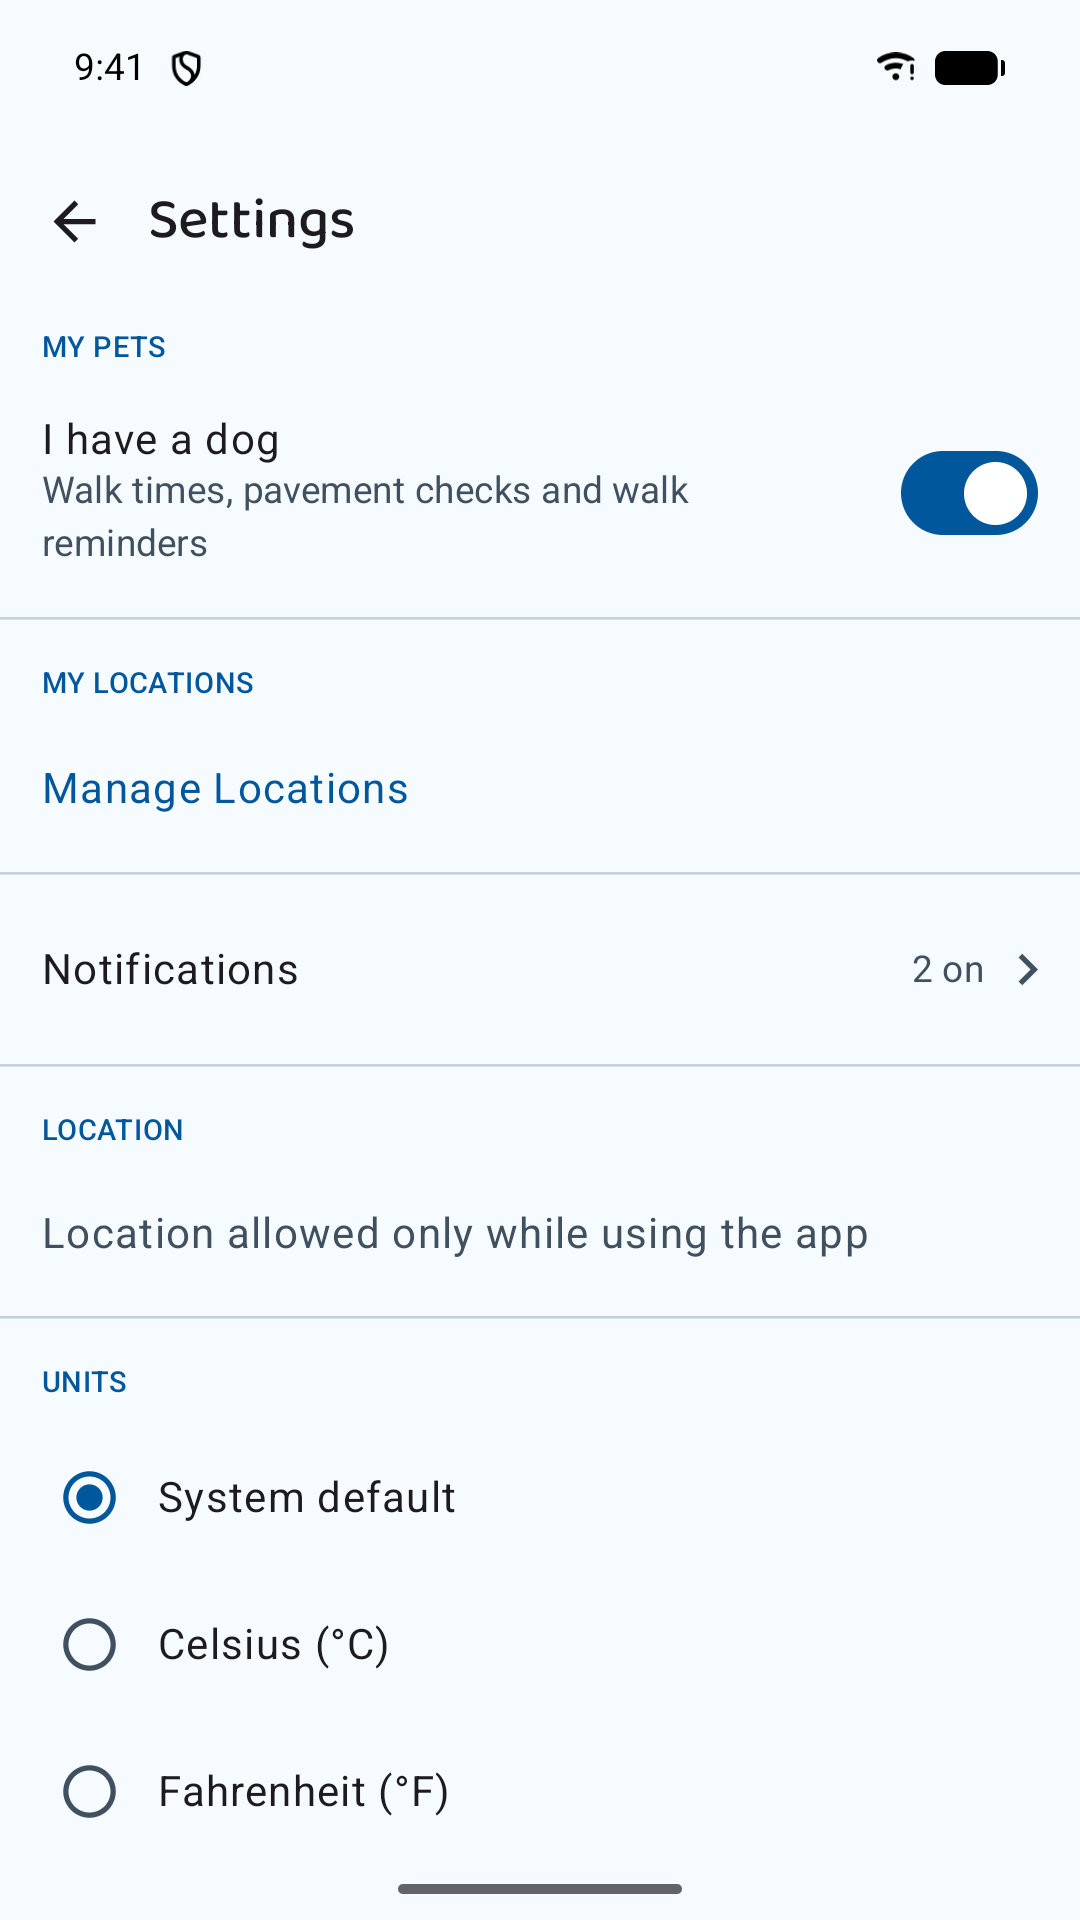 9:41
Settings
MY PETS
I have a dog
Walk times, pavement checks and walk
reminders
MY LOCATIONS
Manage Locations
Notifications
2 on
LOCATION
Location allowed only while using the app
UNITS
System default
Celsius (°C)
Fahrenheit (°F)